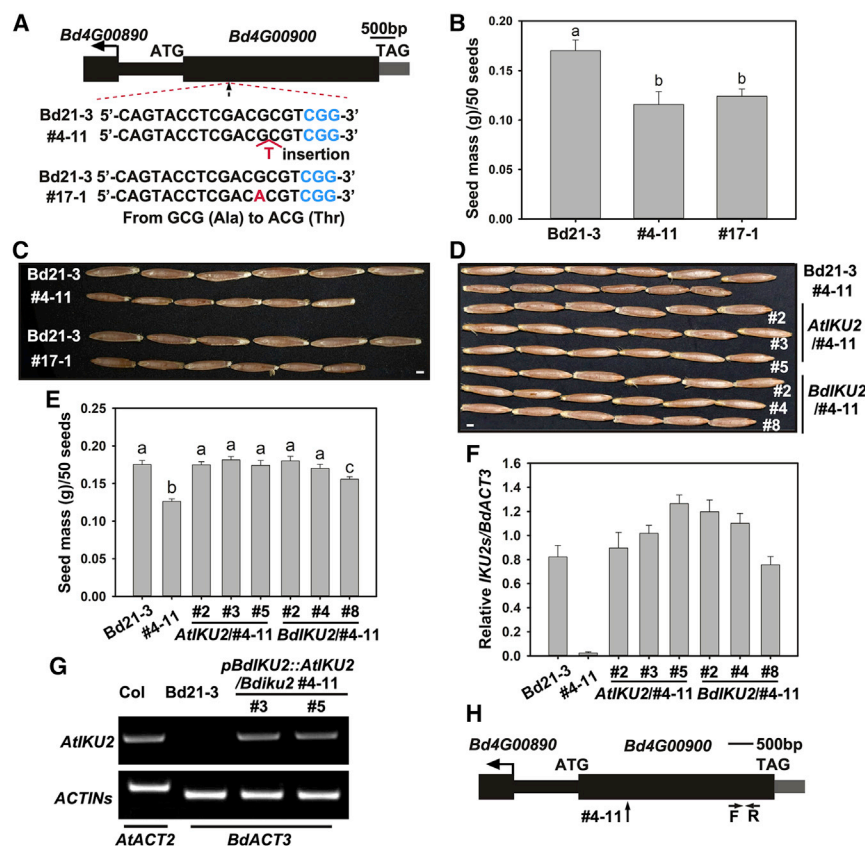 A
Bd4G00890
ATG
Bd4G00900
500bp
TAG
Bd21-3 5'-CAGTACCTCGACGCGTCGG-3'
#4-11 5'-CAGTACCTCGACGCGTCGG-3'
T insertion
Bd21-3 5'-CAGTACCTCGACGCGTCGG-3'
#17-1 5'-CAGTACCTCGACACGTCGG-3'
From GCG (Ala) to ACG (Thr)
B
Seed mass (g)/50 seeds
0.20
0.15
0.10
0.05
0.00
a
b
b
Bd21-3 #4-11 #17-1
C
Bd21-3
#4-11
Bd21-3
#17-1
D
Bd21-3
#4-11
#2
#3
#5
AtIKU2
/#4-11
#2
#4
#8
BdIKU2
/#4-11
E
Seed mass (g)/50 seeds
0.25
0.20
0.15
0.10
0.05
0.00
a b a a a a a c
Bd21-3 #4-11 #2 #3 #5 #2 #4 #8
AtIKU2/#4-11 BdIKU2/#4-11
F
Relative IKU2s/BdACT3
1.6
1.4
1.2
1.0
0.8
0.6
0.4
0.2
0.0
Bd21-3 #4-11 #2 #3 #5 #2 #4 #8
AtIKU2/#4-11 BdIKU2/#4-11
G
pBdIKU2::AtIKU2
/Bdiku2 #4-11
Col Bd21-3 #3 #5
AtIKU2
ACTINs
AtACT2 BdACT3
H
Bd4G00890
ATG
Bd4G00900
500bp
TAG
#4-11
F R